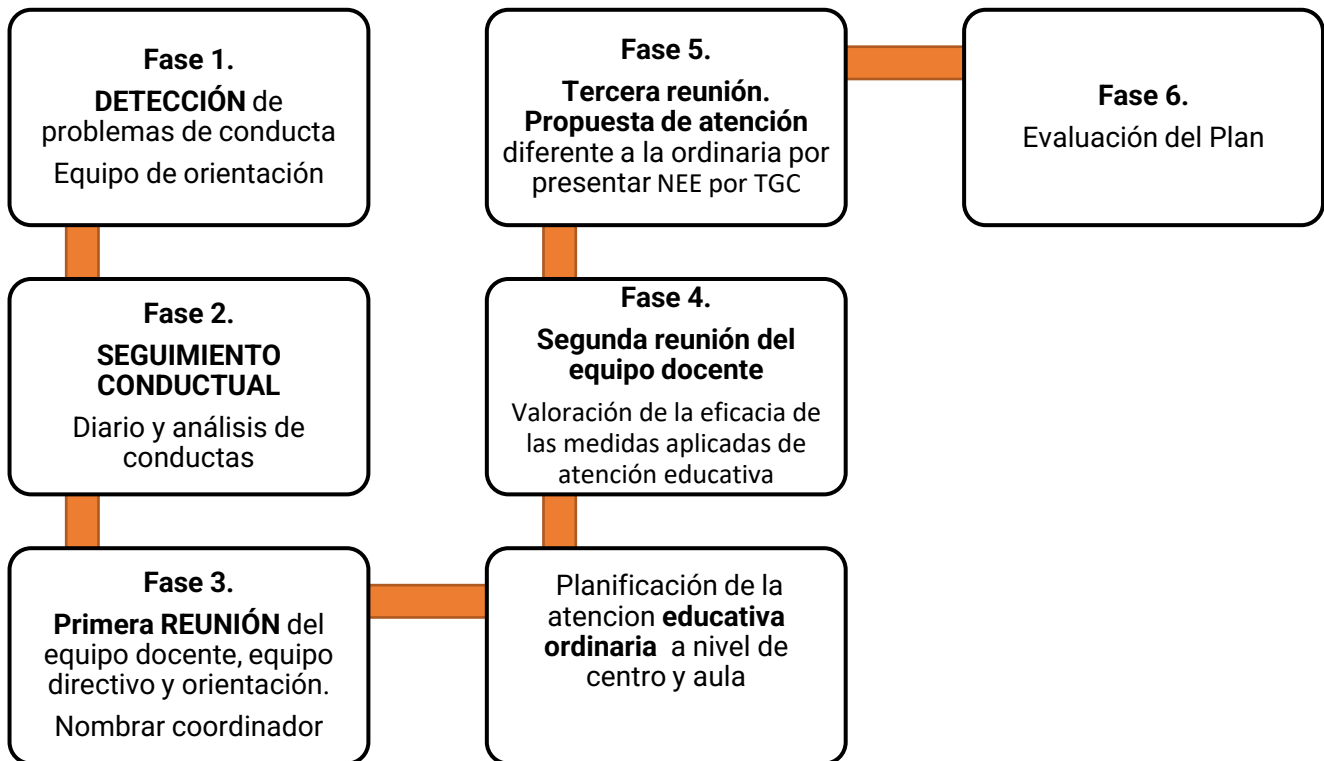 Fase 1.
DETECCIÓN de
problemas de conducta
Equipo de orientación
Fase 2.
SEGUIMIENTO
CONDUCTUAL
Diario y análisis de
conductas
Fase 3.
Primera REUNIÓN del
equipo docente, equipo
directivo y orientación.
Nombrar coordinador
Planificación de la
atencion educativa
ordinaria a nivel de
centro y aula
Fase 4.
Segunda reunión del
equipo docente
Valoración de la eficacia de
las medidas aplicadas de
atención educativa
Fase 5.
Tercera reunión.
Propuesta de atención
diferente a la ordinaria por
presentar NEE por TGC
Fase 6.
Evaluación del Plan